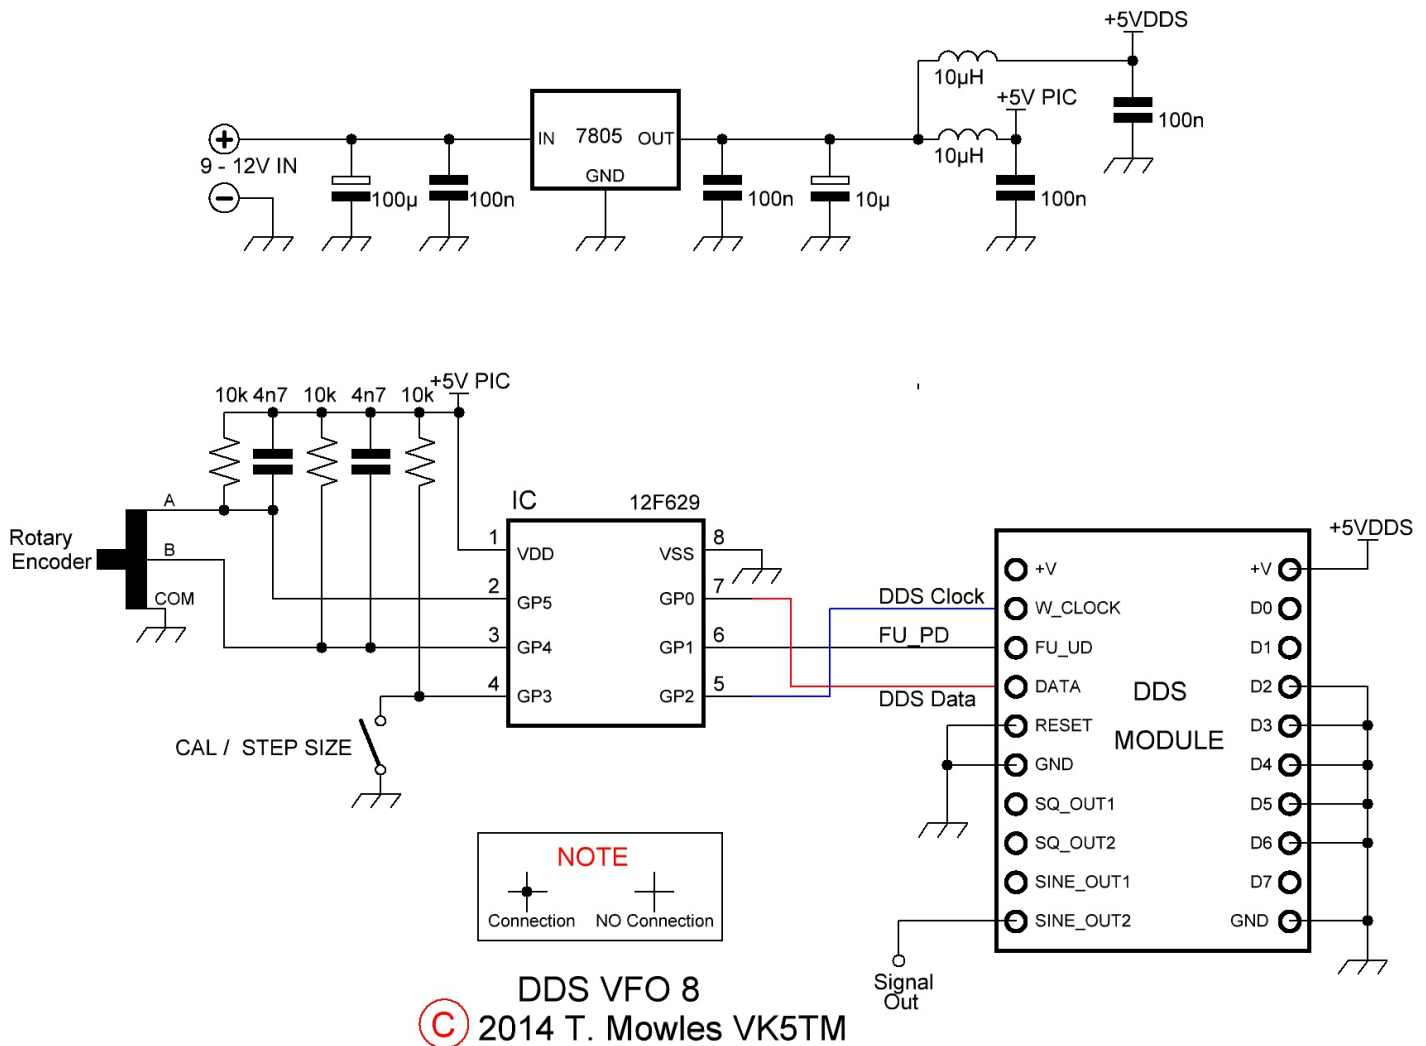 +5VDDS
10µH
+5V PIC
100n
IN 7805 OUT
10µH
GND
+
9 - 12V IN
−
100µ
100n
100n
10µ
100n
+5V PIC
10k 4n7 10k 4n7 10k
A
IC 12F629
Rotary
Encoder
B
COM
1 VDD
2 GP5
3 GP4
4 GP3
VSS 8
GP0 7
GP1 6
GP2 5
CAL / STEP SIZE
DDS Clock
FU_PD
DDS Data
+5VDDS
+V
W_CLOCK
FU_UD
DATA
RESET
GND
SQ_OUT1
SQ_OUT2
SINE_OUT1
SINE_OUT2
DDS
MODULE
+V
D0
D1
D2
D3
D4
D5
D6
D7
GND
Signal
Out
NOTE
Connection NO Connection
DDS VFO 8
© 2014 T. Mowles VK5TM